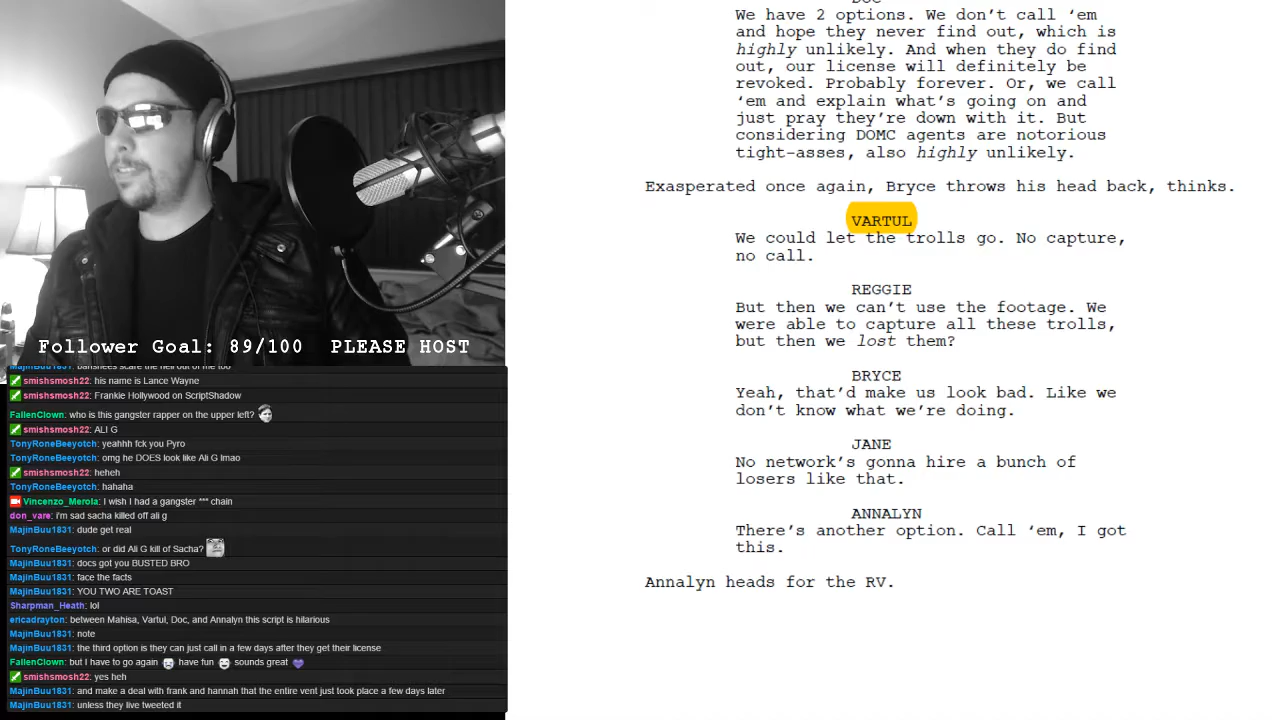 DOC
We have 2 options. We don't call 'em
and hope they never find out, which is
highly unlikely. And when they do find
out, our license will definitely be
revoked. Probably forever. Or, we call
'em and explain what's going on and
just pray they're down with it. But
considering DOMC agents are notorious
tight-asses, also highly unlikely.
Exasperated once again, Bryce throws his head back, thinks.
VARTUL
We could let the trolls go. No capture,
no call.
REGGIE
But then we can't use the footage. We
were able to capture all these trolls,
but then we lost them?
BRYCE
Yeah, that'd make us look bad. Like we
don't know what we're doing.
JANE
No network's gonna hire a bunch of
losers like that.
ANNALYN
There's another option. Call 'em, I got
this.
Annalyn heads for the RV.
Follower Goal: 89/100 PLEASE HOST
MajinBuu1831: banshees scare the hell out of me too
smishsmosh22: his name is Lance Wayne
smishsmosh22: Frankie Hollywood on ScriptShadow
FallenClown: who is this gangster rapper on the upper left?
smishsmosh22: ALI G
TonyRoneBeeyotch: yeahhh fck you Pyro
TonyRoneBeeyotch: omg he DOES look like Ali G lmao
smishsmosh22: heheh
TonyRoneBeeyotch: hahaha
Vincenzo_Merola: I wish I had a gangster *** chain
don_vare: i'm sad sacha killed off ali g
MajinBuu1831: dude get real
TonyRoneBeeyotch: or did Ali G kill of Sacha?
MajinBuu1831: docs got you BUSTED BRO
MajinBuu1831: face the facts
MajinBuu1831: YOU TWO ARE TOAST
Sharpman_Heath: lol
ericadrayton: between Mahisa, Vartul, Doc, and Annalyn this script is hilarious
MajinBuu1831: note
MajinBuu1831: the third option is they can just call in a few days after they get their license
FallenClown: but I have to go again have fun sounds great
smishsmosh22: yes heh
MajinBuu1831: and make a deal with frank and hannah that the entire vent just took place a few days later
MajinBuu1831: unless they live tweeted it